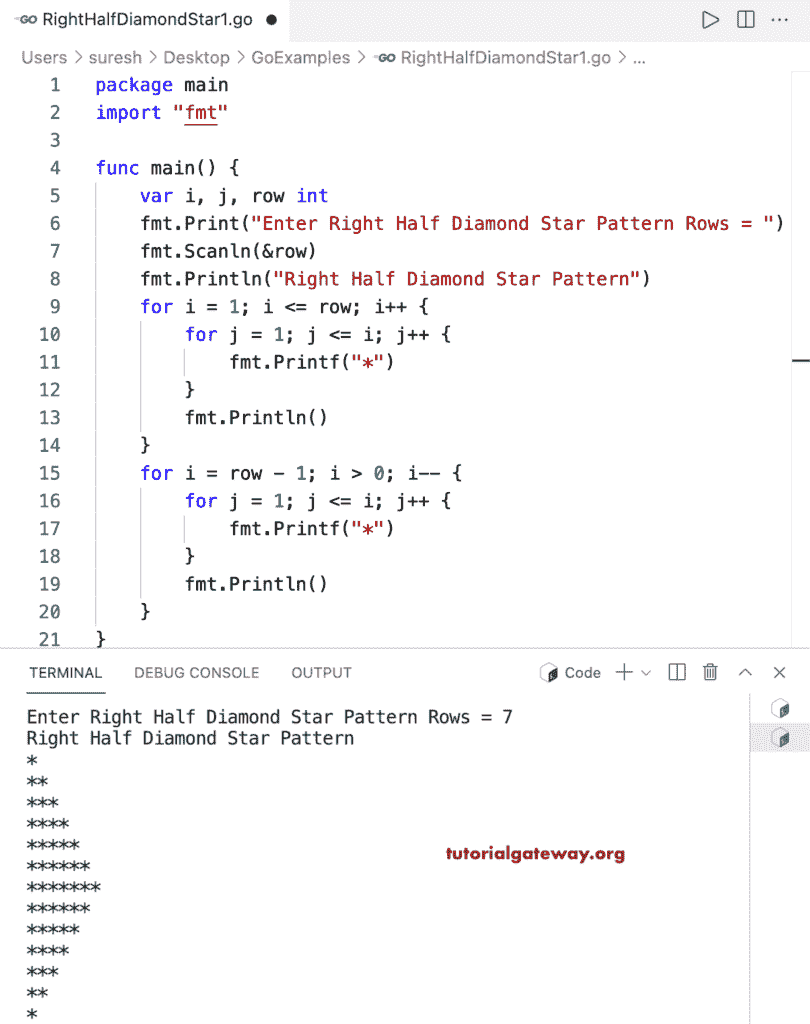 GO RightHalfDiamondStar1.go
Users > suresh > Desktop > GoExamples > GO RightHalfDiamondStar1.go > ...
1 package main
2 import "fmt"
3
4 func main() {
5     var i, j, row int
6     fmt.Print("Enter Right Half Diamond Star Pattern Rows = ")
7     fmt.Scanln(&row)
8     fmt.Println("Right Half Diamond Star Pattern")
9     for i = 1; i <= row; i++ {
10         for j = 1; j <= i; j++ {
11             fmt.Printf("*")
12         }
13         fmt.Println()
14     }
15     for i = row - 1; i > 0; i-- {
16         for j = 1; j <= i; j++ {
17             fmt.Printf("*")
18         }
19         fmt.Println()
20     }
21 }
TERMINAL DEBUG CONSOLE OUTPUT Code
Enter Right Half Diamond Star Pattern Rows = 7
Right Half Diamond Star Pattern
*
**
***
****
*****
tutorialgateway.org
******
*******
******
*****
****
***
**
*